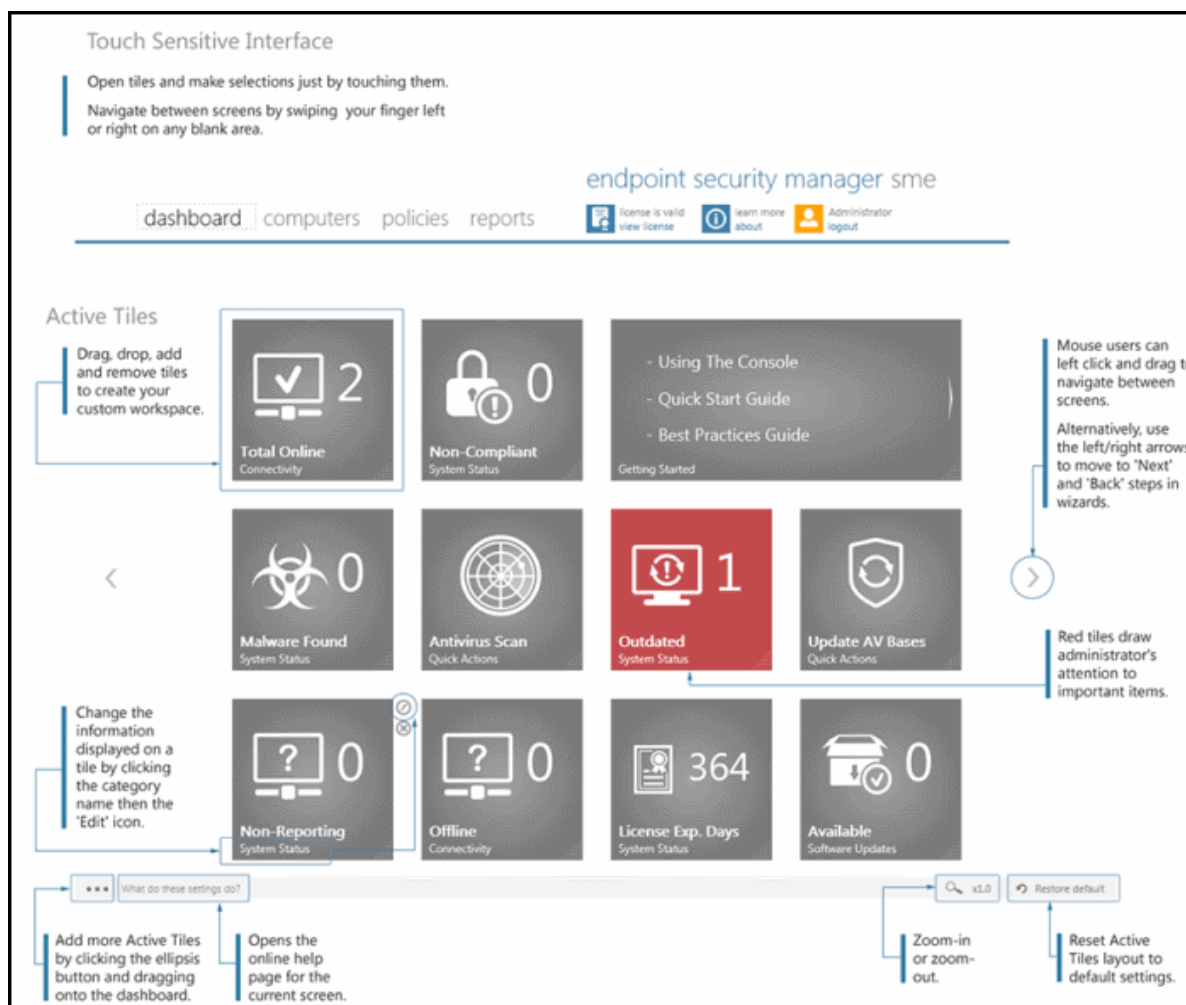 Touch Sensitive Interface
Open tiles and make selections just by touching them.
Navigate between screens by swiping your finger left
or right on any blank area.
endpoint security manager sme
dashboard computers policies reports
license is valid
view license
learn more
about
Administrator
logout
Active Tiles
Drag, drop, add
and remove tiles
to create your
custom workspace.
2
Total Online
Connectivity
0
Non-Compliant
System Status
- Using The Console
- Quick Start Guide
- Best Practices Guide
Getting Started
Mouse users can
left click and drag t
navigate between
screens.
Alternatively, use
the left/right arrows
to move to 'Next'
and 'Back' steps in
wizards.
0
Malware Found
System Status
Antivirus Scan
Quick Actions
1
Outdated
System Status
Update AV Bases
Quick Actions
Red tiles draw
administrator's
attention to
important items.
Change the
information
displayed on a
tile by clicking
the category
name then the
'Edit' icon.
? 0
Non-Reporting
System Status
? 0
Offline
Connectivity
364
License Exp. Days
System Status
0
Available
Software Updates
What do these settings do?
x1.0
Restore default
Add more Active Tiles
by clicking the ellipsis
button and dragging
onto the dashboard.
Opens the
online help
page for the
current screen.
Zoom-in
or zoom-
out.
Reset Active
Tiles layout to
default settings.